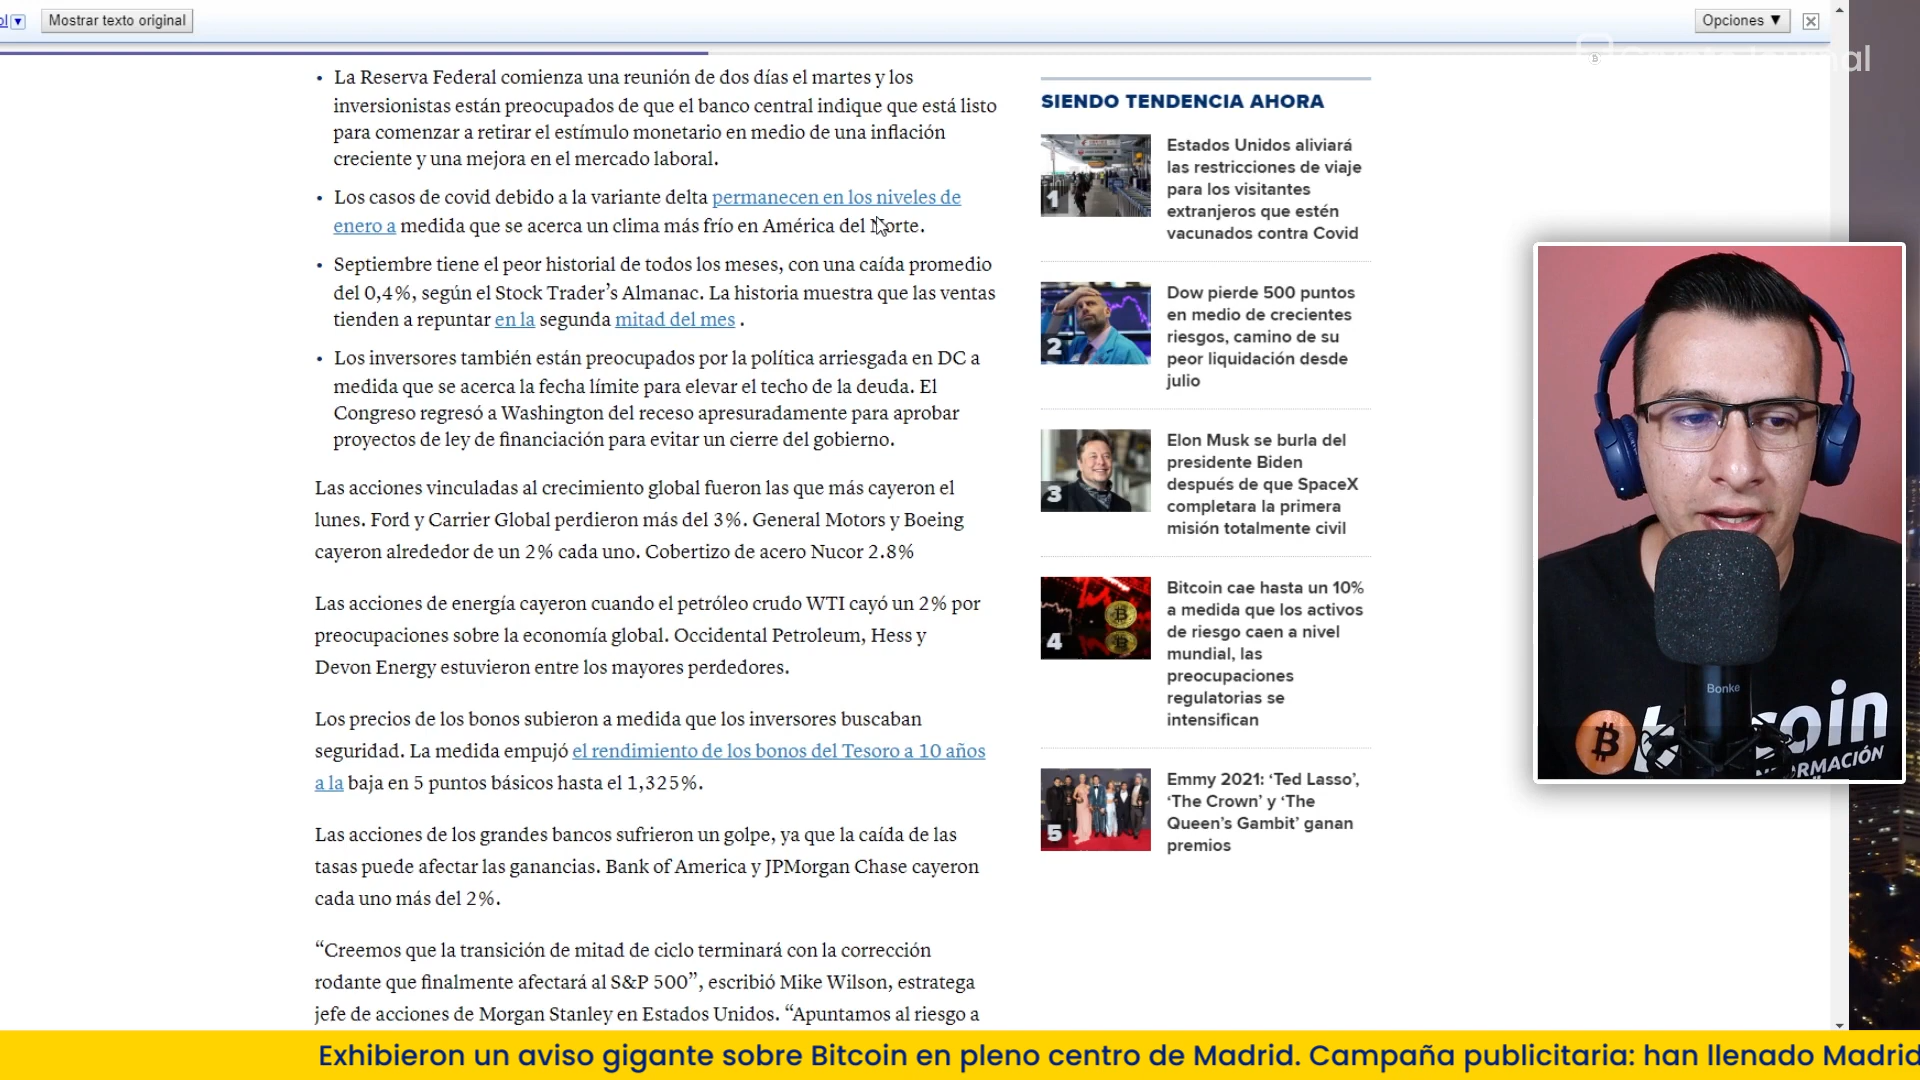 ol
Mostrar texto original
Opciones ▼
• La Reserva Federal comienza una reunión de dos días el martes y los
inversionistas están preocupados de que el banco central indique que está listo
para comenzar a retirar el estímulo monetario en medio de una inflación
creciente y una mejora en el mercado laboral.
• Los casos de covid debido a la variante delta permanecen en los niveles de
enero a medida que se acerca un clima más frío en América del Norte.
• Septiembre tiene el peor historial de todos los meses, con una caída promedio
del 0,4%, según el Stock Trader’s Almanac. La historia muestra que las ventas
tienden a repuntar en la segunda mitad del mes .
• Los inversores también están preocupados por la política arriesgada en DC a
medida que se acerca la fecha límite para elevar el techo de la deuda. El
Congreso regresó a Washington del receso apresuradamente para aprobar
proyectos de ley de financiación para evitar un cierre del gobierno.
Las acciones vinculadas al crecimiento global fueron las que más cayeron el
lunes. Ford y Carrier Global perdieron más del 3%. General Motors y Boeing
cayeron alrededor de un 2% cada uno. Cobertizo de acero Nucor 2.8%
Las acciones de energía cayeron cuando el petróleo crudo WTI cayó un 2% por
preocupaciones sobre la economía global. Occidental Petroleum, Hess y
Devon Energy estuvieron entre los mayores perdedores.
Los precios de los bonos subieron a medida que los inversores buscaban
seguridad. La medida empujó el rendimiento de los bonos del Tesoro a 10 años
a la baja en 5 puntos básicos hasta el 1,325%.
Las acciones de los grandes bancos sufrieron un golpe, ya que la caída de las
tasas puede afectar las ganancias. Bank of America y JPMorgan Chase cayeron
cada uno más del 2%.
“Creemos que la transición de mitad de ciclo terminará con la corrección
rodante que finalmente afectará al S&P 500”, escribió Mike Wilson, estratega
jefe de acciones de Morgan Stanley en Estados Unidos. “Apuntamos al riesgo a
SIENDO TENDENCIA AHORA
1
Estados Unidos aliviará
las restricciones de viaje
para los visitantes
extranjeros que estén
vacunados contra Covid
2
Dow pierde 500 puntos
en medio de crecientes
riesgos, camino de su
peor liquidación desde
julio
3
Elon Musk se burla del
presidente Biden
después de que SpaceX
completara la primera
misión totalmente civil
4
Bitcoin cae hasta un 10%
a medida que los activos
de riesgo caen a nivel
mundial, las
preocupaciones
regulatorias se
intensifican
5
Emmy 2021: ‘Ted Lasso’,
‘The Crown’ y ‘The
Queen’s Gambit’ ganan
premios
Crypto Journal
Bonke
Exhibieron un aviso gigante sobre Bitcoin en pleno centro de Madrid. Campaña publicitaria: han llenado Madrid